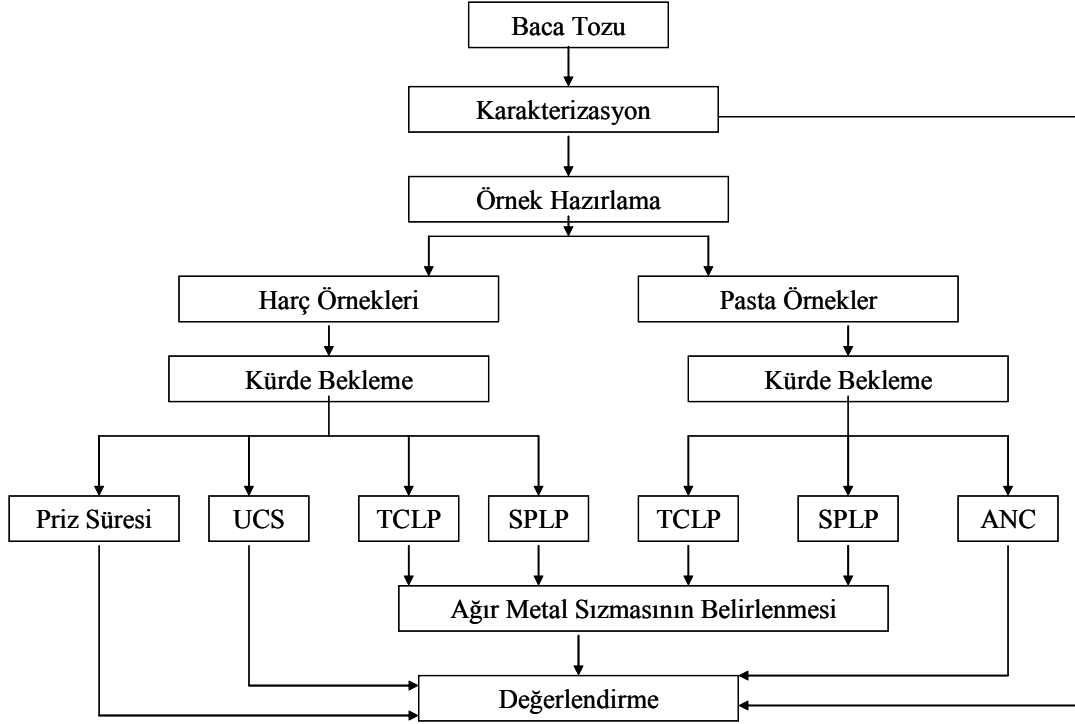 Baca Tozu
Karakterizasyon
Örnek Hazırlama
Harç Örnekleri
Pasta Örnekler
Kürde Bekleme
Kürde Bekleme
Priz Süresi
UCS
TCLP
SPLP
TCLP
SPLP
ANC
Ağır Metal Sızmasının Belirlenmesi
Değerlendirme